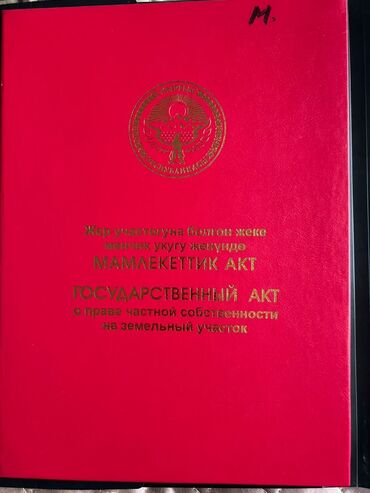 М.
Жер участогуна болгон жеке
менчик укугу жөнүндө
МАМЛЕКЕТТИК АКТ
ГОСУДАРСТВЕННЫЙ АКТ
о праве частной собственности
на земельный участок